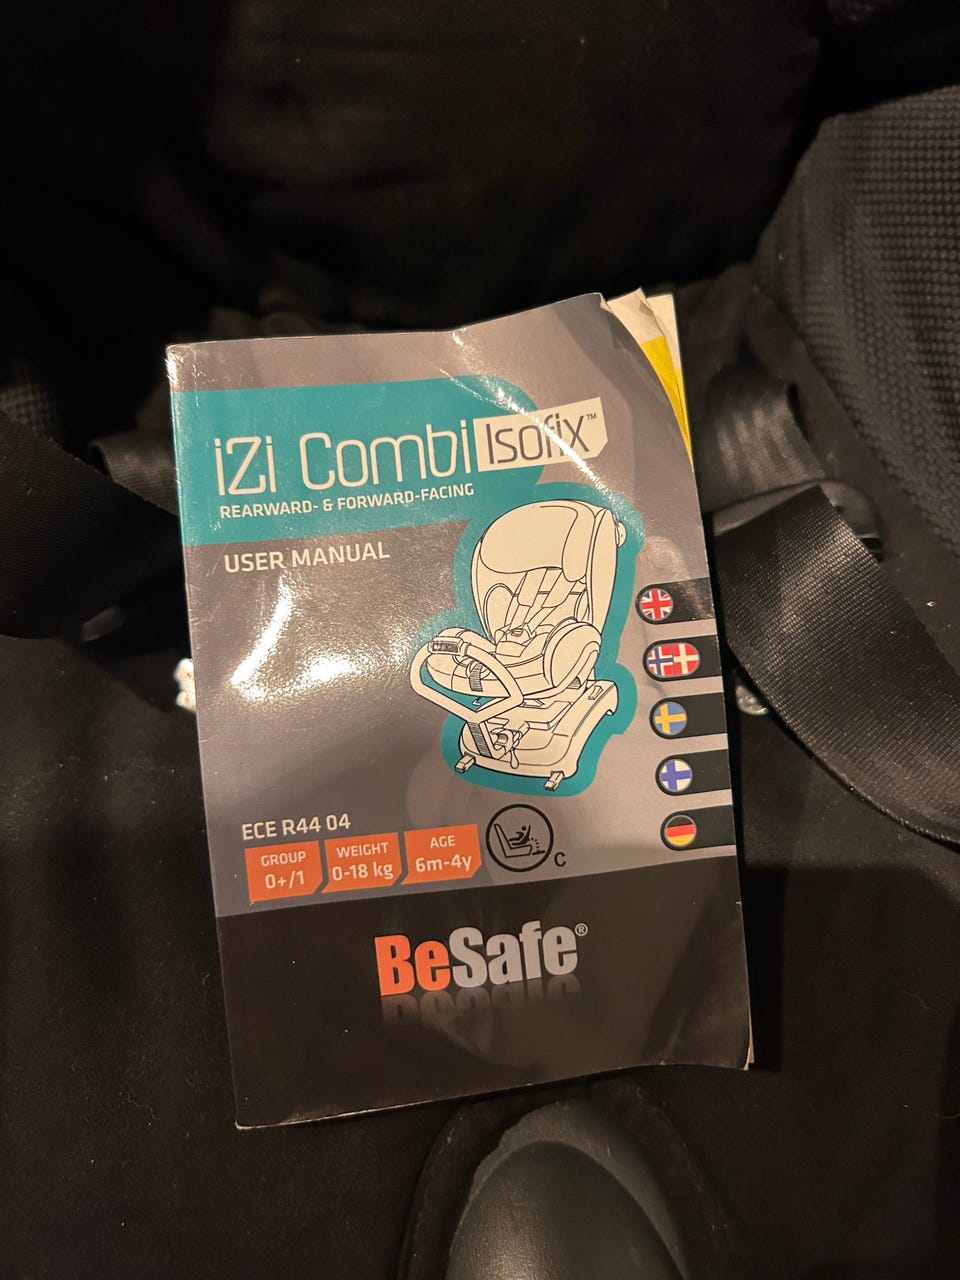 iZi Combi Isofix™
REARWARD- & FORWARD-FACING
USER MANUAL
ECE R44 04
GROUP
0+/1
WEIGHT
0-18 kg
AGE
6m-4y
C
BeSafe®